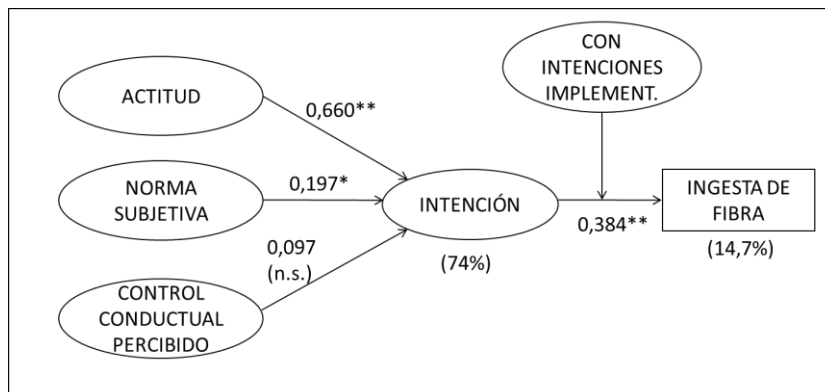 ACTITUD
0,660**
NORMA
SUBJETIVA
0,197*
0,097
(n.s.)
CONTROL
CONDUCTUAL
PERCIBIDO
INTENCIÓN
(74%)
CON
INTENCIONES
IMPLEMENT.
0,384**
INGESTA DE
FIBRA
(14,7%)